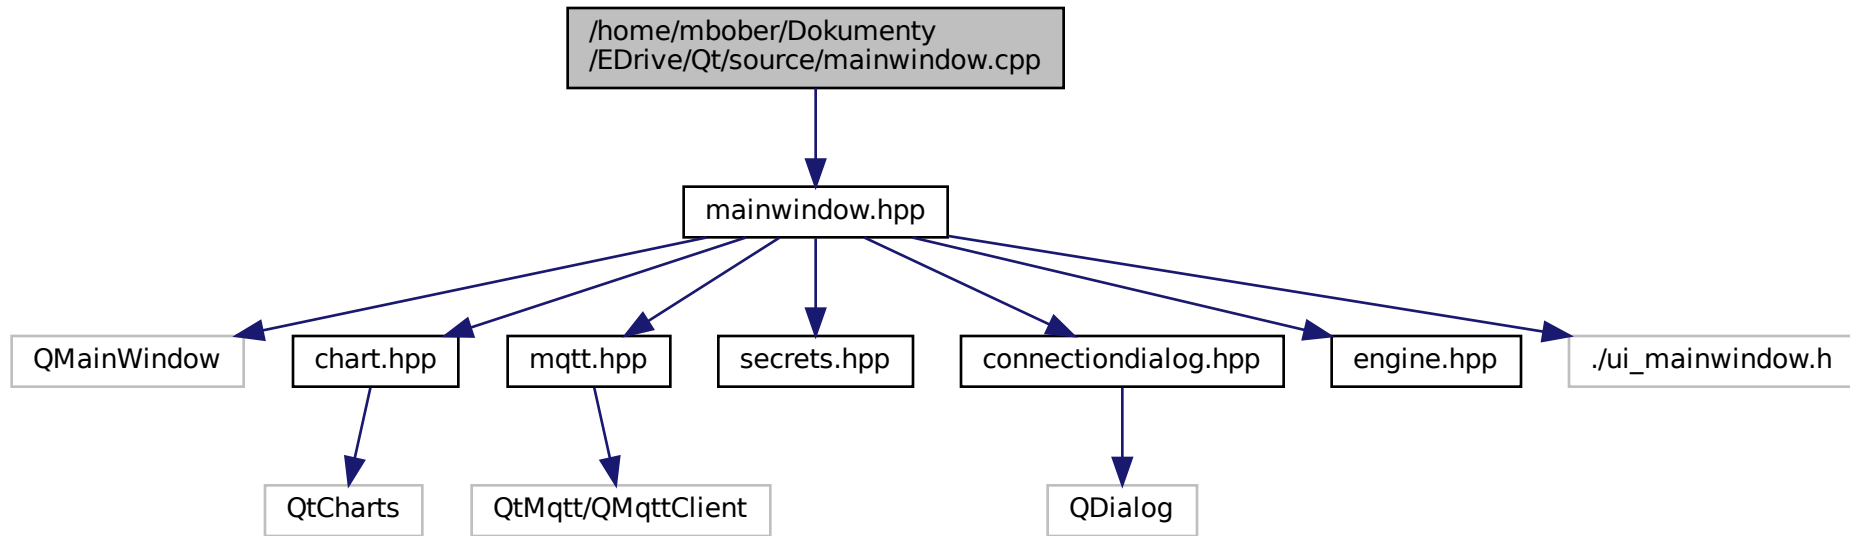 /home/mbober/Dokumenty
/EDrive/Qt/source/mainwindow.cpp
mainwindow.hpp
QMainWindow
chart.hpp
mqtt.hpp
secrets.hpp
connectiondialog.hpp
engine.hpp
./ui_mainwindow.h
QtCharts
QtMqtt/QMqttClient
QDialog